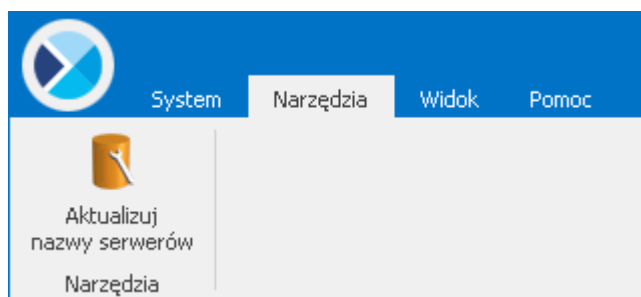 System Narzędzia Widok Pomoc
Aktualizuj
nazwy serwerów
Narzędzia